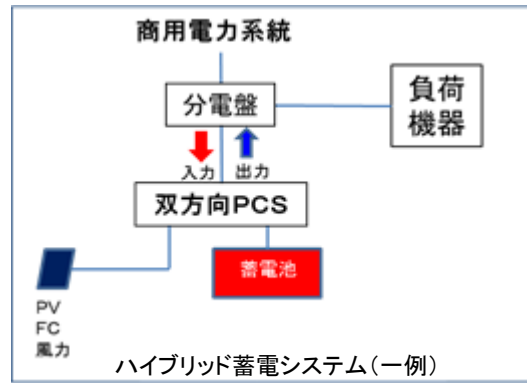 商用電力系統
分電盤
負荷
機器
入力
出力
双方向PCS
蓄電池
PV
FC
風力
ハイブリッド蓄電システム(一例)